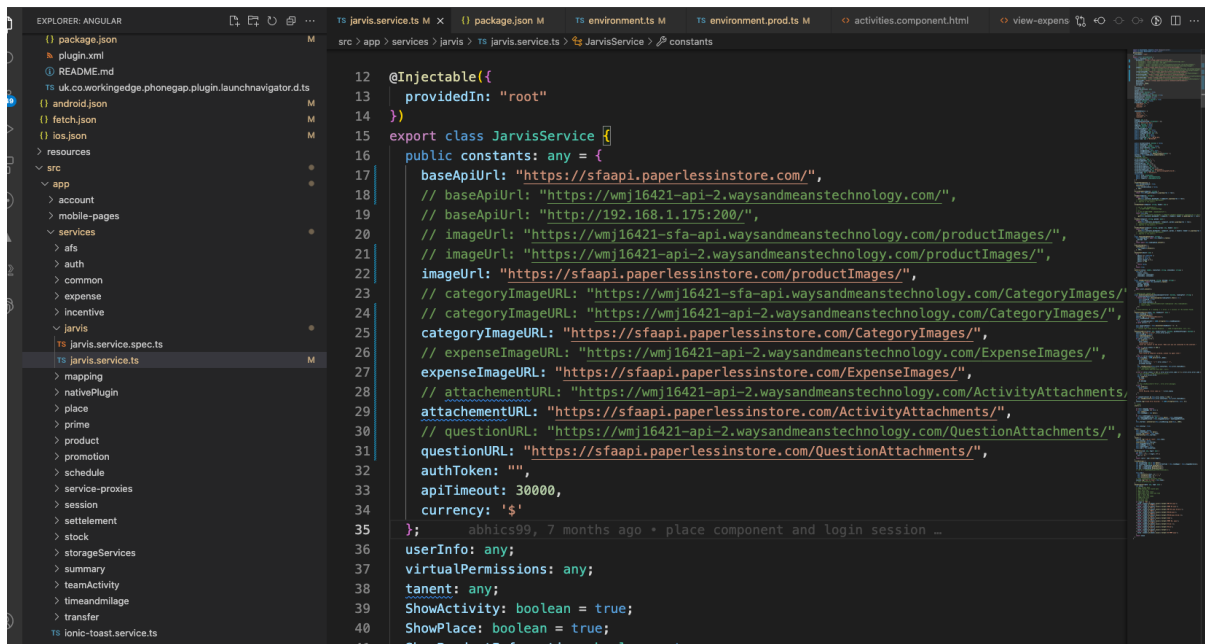 EXPLORER: ANGULAR
{} package.json M
plugin.xml
README.md
TS uk.co.workingedge.phonegap.plugin.launchnavigator.d.ts
{} android.json M
{} fetch.json M
{} ios.json M
> resources
src
app
> account
> mobile-pages
services
> afs
> auth
> common
> expense
> incentive
jarvis
TS jarvis.service.spec.ts
TS jarvis.service.ts M
> mapping
> nativePlugin
> place
> prime
> product
> promotion
> schedule
> service-proxies
> session
> settelement
> stock
> storageServices
> summary
> teamActivity
> timeandmilage
> transfer
TS ionic-toast.service.ts
TS jarvis.service.ts M × {} package.json M TS environment.ts M TS environment.prod.ts M <> activities.component.html <> view-expens
src > app > services > jarvis > TS jarvis.service.ts > JarvisService > constants
12 @Injectable({
13 providedIn: "root"
14 })
15 export class JarvisService {
16 public constants: any = {
17 baseApiUrl: "https://sfaapi.paperlessinstore.com/",
18 // baseApiUrl: "https://wmj16421-api-2.waysandmeanstechnology.com/",
19 // baseApiUrl: "http://192.168.1.175:200/",
20 // imageUrl: "https://wmj16421-sfa-api.waysandmeanstechnology.com/productImages/",
21 // imageUrl: "https://wmj16421-api-2.waysandmeanstechnology.com/productImages/",
22 imageUrl: "https://sfaapi.paperlessinstore.com/productImages/",
23 // categoryImageURL: "https://wmj16421-sfa-api.waysandmeanstechnology.com/CategoryImages/"
24 // categoryImageURL: "https://wmj16421-api-2.waysandmeanstechnology.com/CategoryImages/",
25 categoryImageURL: "https://sfaapi.paperlessinstore.com/CategoryImages/",
26 // expenseImageURL: "https://wmj16421-api-2.waysandmeanstechnology.com/ExpenseImages/",
27 expenseImageURL: "https://sfaapi.paperlessinstore.com/ExpenseImages/",
28 // attachementURL: "https://wmj16421-api-2.waysandmeanstechnology.com/ActivityAttachments/
29 attachementURL: "https://sfaapi.paperlessinstore.com/ActivityAttachments/",
30 // questionURL: "https://wmj16421-api-2.waysandmeanstechnology.com/QuestionAttachments/",
31 questionURL: "https://sfaapi.paperlessinstore.com/QuestionAttachments/",
32 authToken: "",
33 apiTimeout: 30000,
34 currency: '$'
35 }; abhics99, 7 months ago • place component and login session …
36 userInfo: any;
37 virtualPermissions: any;
38 tanent: any;
39 ShowActivity: boolean = true;
40 ShowPlace: boolean = true;